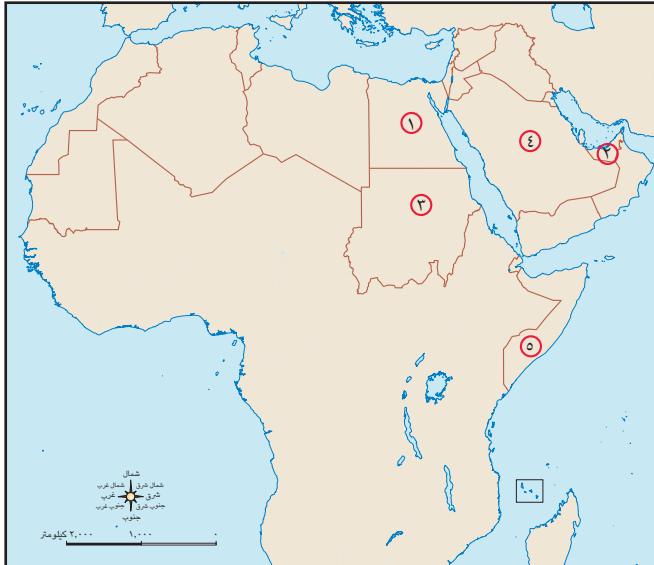 ١
٤
٢
٣
٥
شمال
شمال شرق شمال غرب
شرق غرب
جنوب شرق جنوب غرب
جنوب
٠ ١,٠٠٠ ٢,٠٠٠ كيلومتر